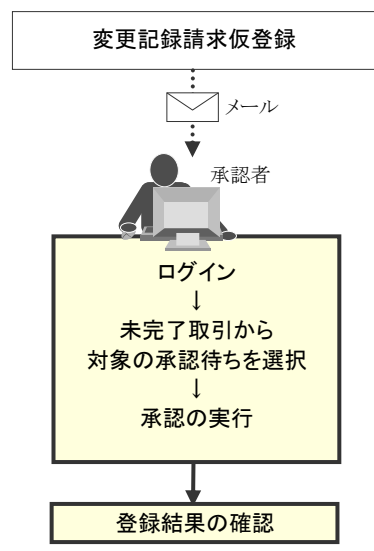 変更記録請求仮登録
メール
承認者
ログイン
↓
未完了取引から
対象の承認待ちを選択
↓
承認の実行
登録結果の確認